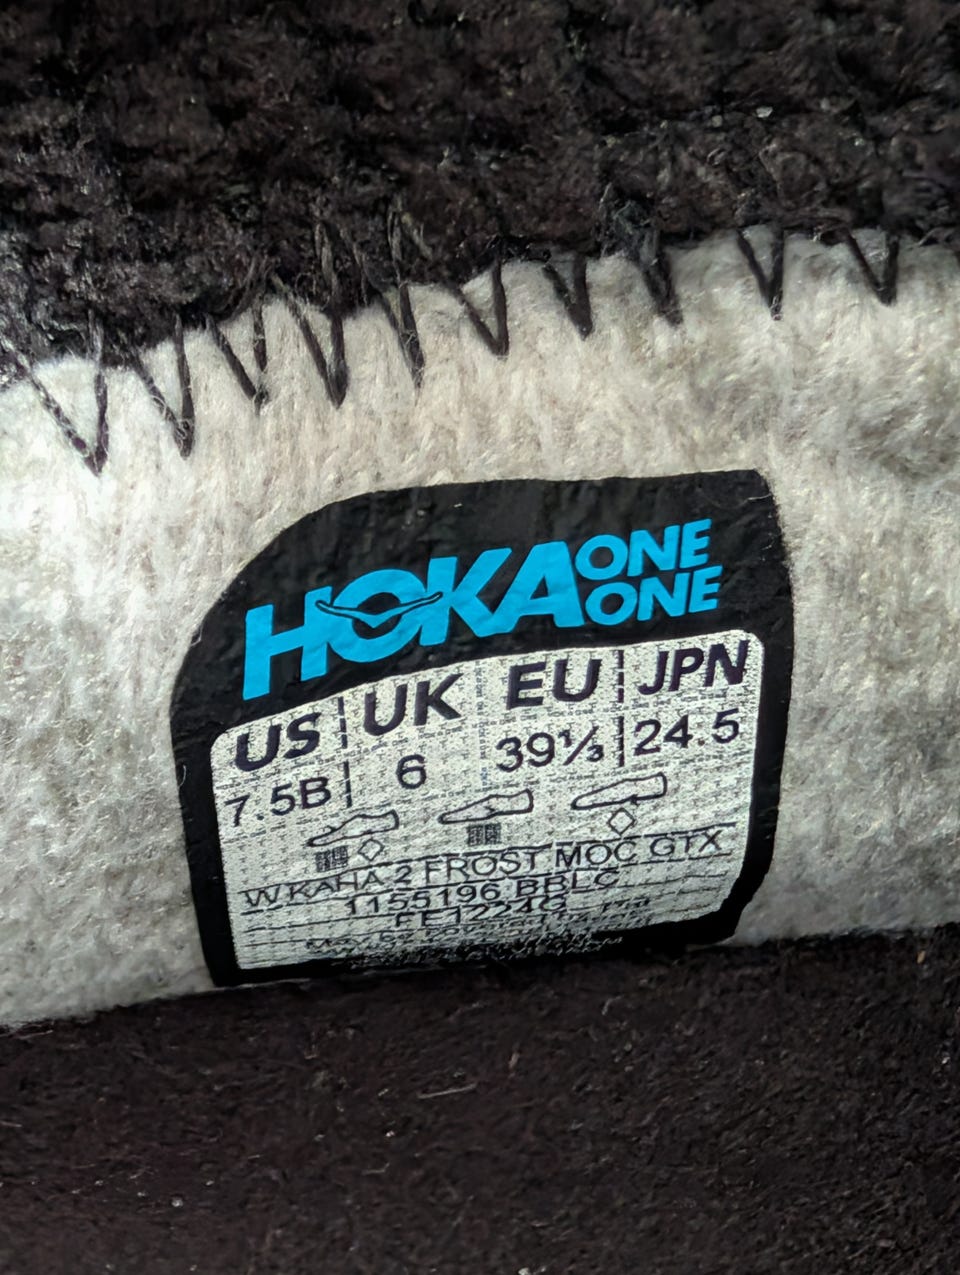 HOKA ONE ONE
US UK EU JPN
7.5B 6 39⅓ 24.5
W KAHA 2 FROST MOC GTX
1155196 BBLC